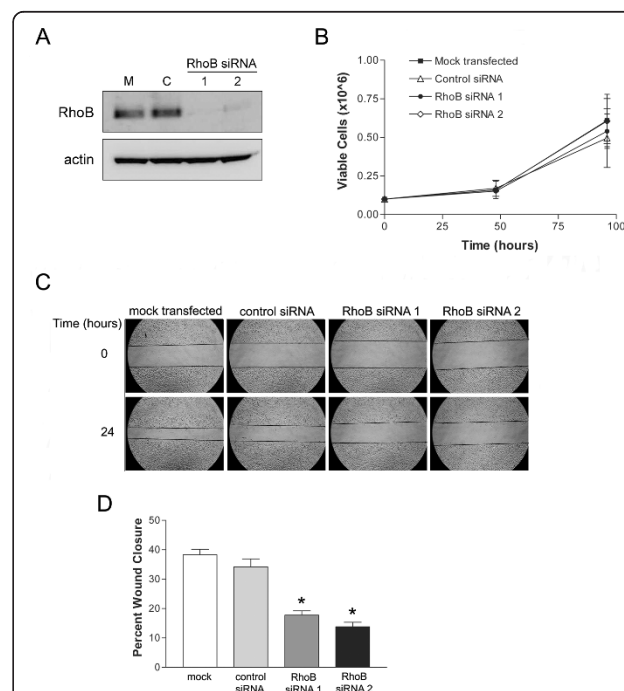 A
RhoB siRNA
M C 1 2
RhoB
actin
B
Mock transfected
Control siRNA
RhoB siRNA 1
RhoB siRNA 2
1.00
0.75
0.50
0.25
0.00
Viable Cells (x10^6)
0 50 100
Time (hours)
C
mock transfected control siRNA RhoB siRNA 1 RhoB siRNA 2
Time (hours)
0
24
D
50
40
30
20
10
0
Percent Wound Closure
* *
mock control RhoB RhoB
siRNA siRNA 1 siRNA 2